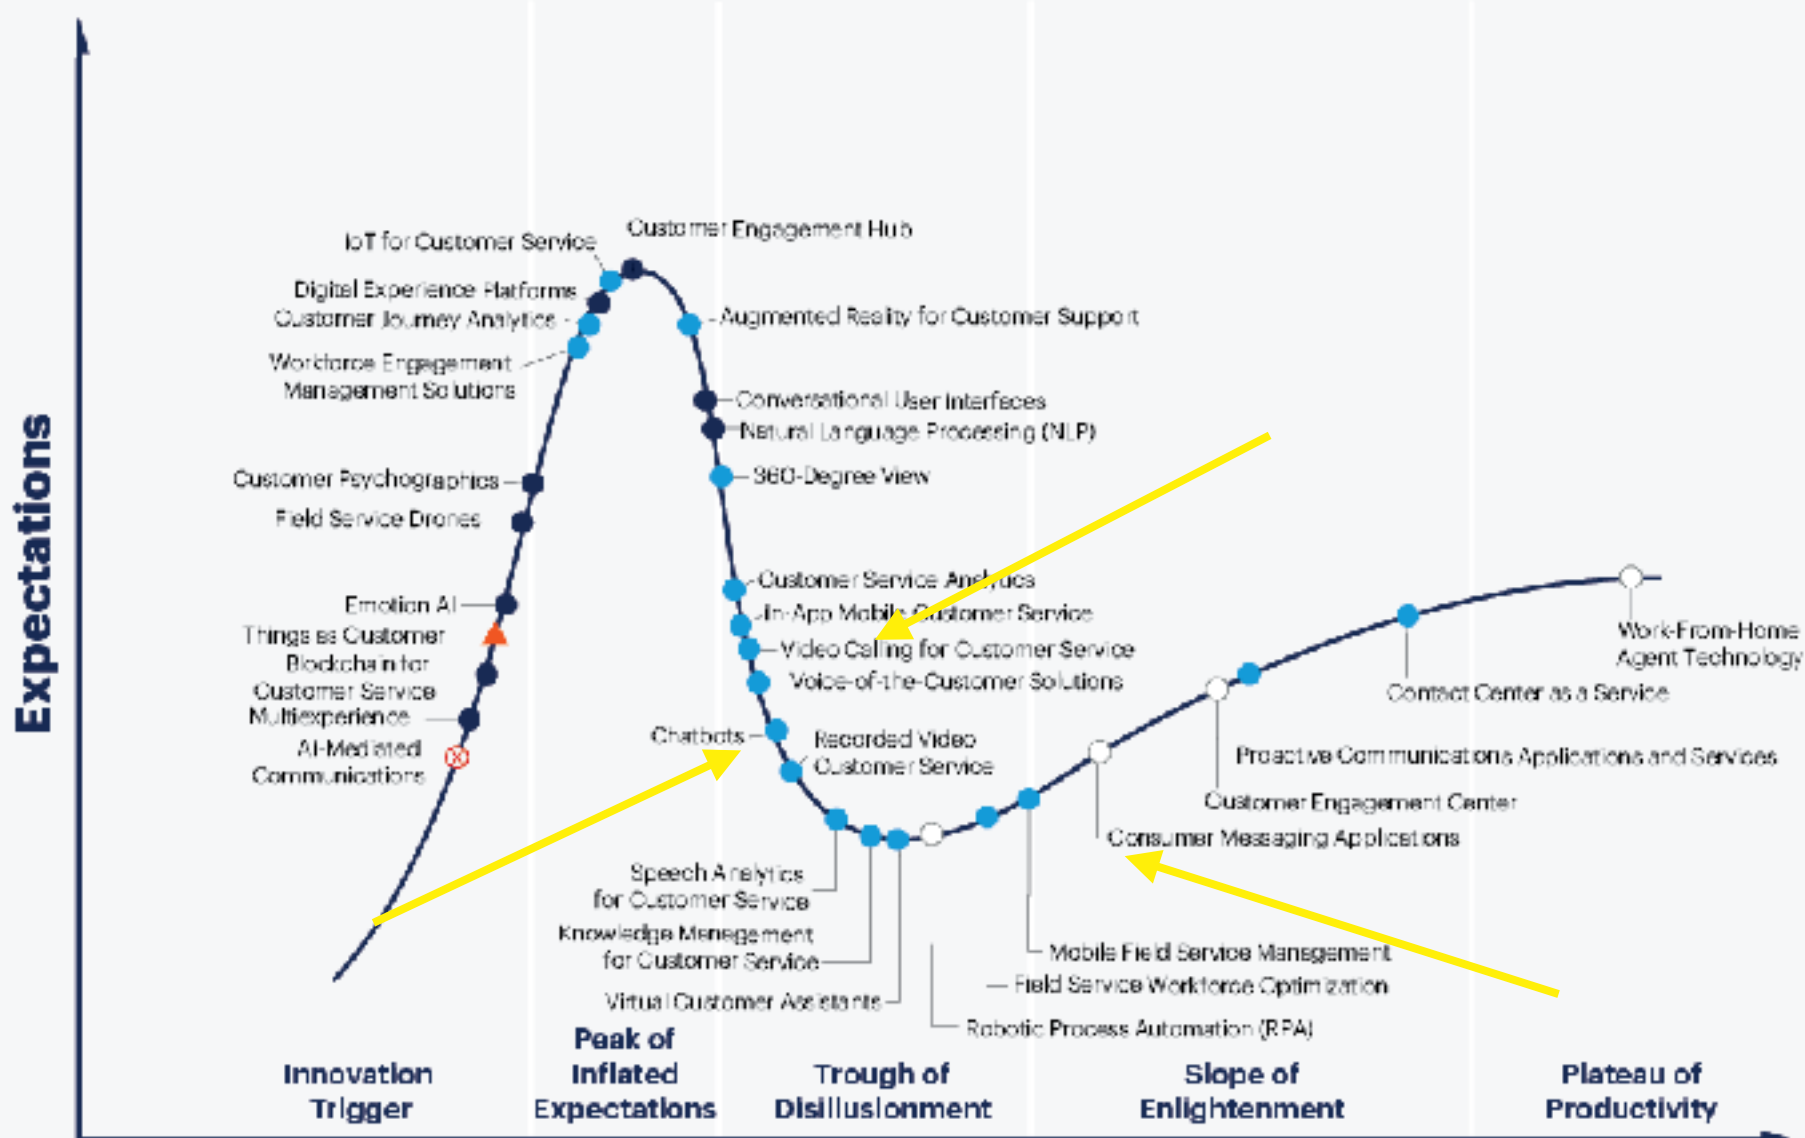 Expectations
Customer Engagement Hub
IoT for Customer Service
Digital Experience Platforms
Customer Journey Analytics
Augmented Reality for Customer Support
Workforce Engagement
Management Solutions
Conversational User Interfaces
Natural Language Processing (NLP)
360-Degree View
Customer Psychographics
Field Service Drones
Customer Service Analytics
Emotion AI
In-App Mobile Customer Service
Things as Customer
Video Calling for Customer Service
Blockchain for
Customer Service
Voice-of-the-Customer Solutions
Multiexperience
Chatbots
Recorded Video
Customer Service
AI-Mediated
Communications
Work-From-Home
Agent Technology
Contact Center as a Service
Proactive Communications Applications and Services
Customer Engagement Center
Consumer Messaging Applications
Speech Analytics
for Customer Service
Knowledge Management
for Customer Service
Virtual Customer Assistants
Mobile Field Service Management
Field Service Workforce Optimization
Robotic Process Automation (RPA)
Innovation
Trigger
Peak of
Inflated
Expectations
Trough of
Disillusionment
Slope of
Enlightenment
Plateau of
Productivity